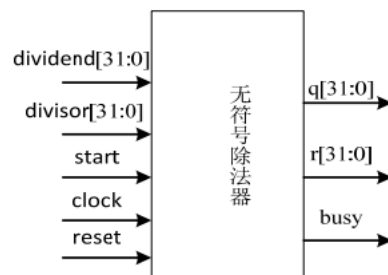 dividend[31:0]
divisor[31:0]
start
clock
reset
无符号除法器
q[31:0]
r[31:0]
busy